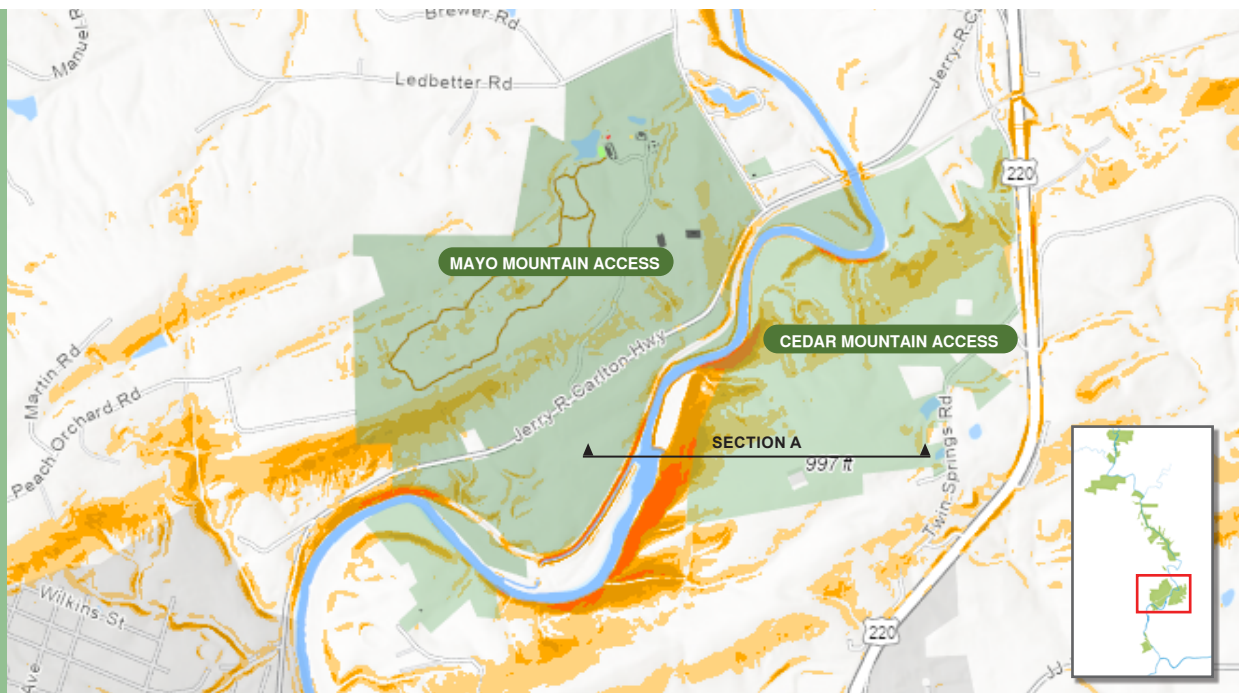 Brewer Rd
Manuel R
Ledbetter Rd
Jerry-R-Ca
220
MAYO MOUNTAIN ACCESS
CEDAR MOUNTAIN ACCESS
Jerry-R-Carlton-Hwy
Martin Rd
Peach Orchard Rd
SECTION A
997 ft
Twin Springs Rd
Wilkins St
220
Ave